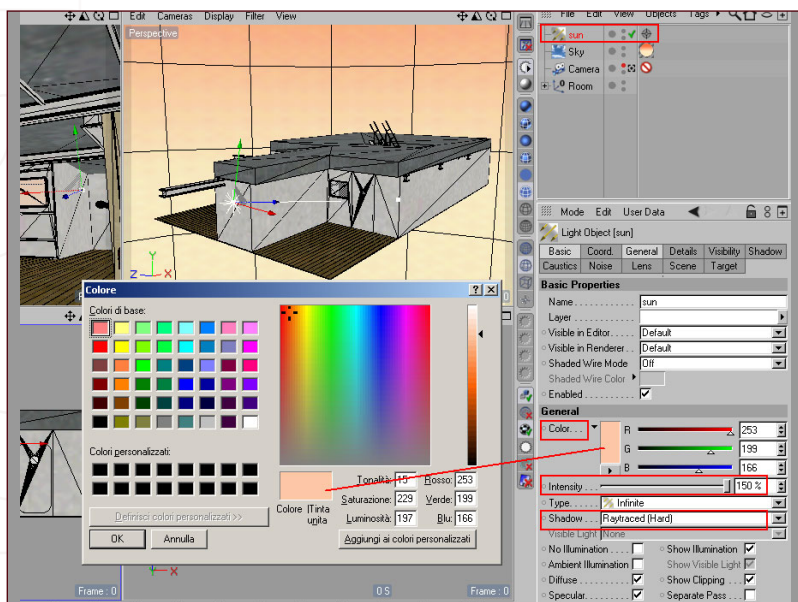 Edit Cameras Display Filter View
Perspective
File Edit View Objects Tags
sun
Sky
Camera
Room
Mode Edit User Data
Light Object [sun]
Basic Coord. General Details Visibility Shadow
Caustics Noise Lens Scene Target
Basic Properties
Name . . . . . . . . . . . . . sun
Layer . . . . . . . . . . . . .
Visible in Editor. . . . . Default
Visible in Renderer . . Default
Shaded Wire Mode Off
Shaded Wire Color
Enabled . . . . . . . . . .
General
Color. . . R 253
G 199
B 166
Intensity . . . 150 %
Type. . . . Infinite
Shadow . . . Raytraced (Hard)
Visible Light None
No Illumination . . . . Show Illumination
Ambient Illumination Show Visible Light
Diffuse . . . . . . . . . Show Clipping . . .
Specular. . . . . . . . Separate Pass . . .
Y
Z X
Colore
Colori di base:
Colori personalizzati:
Definisci colori personalizzati >>
OK Annulla
Colore |Tinta
unita
Tonalità: 15 Rosso: 253
Saturazione: 229 Verde: 199
Luminosità: 197 Blu: 166
Aggiungi ai colori personalizzati
X
Frame : 0
0 S
Frame : 0